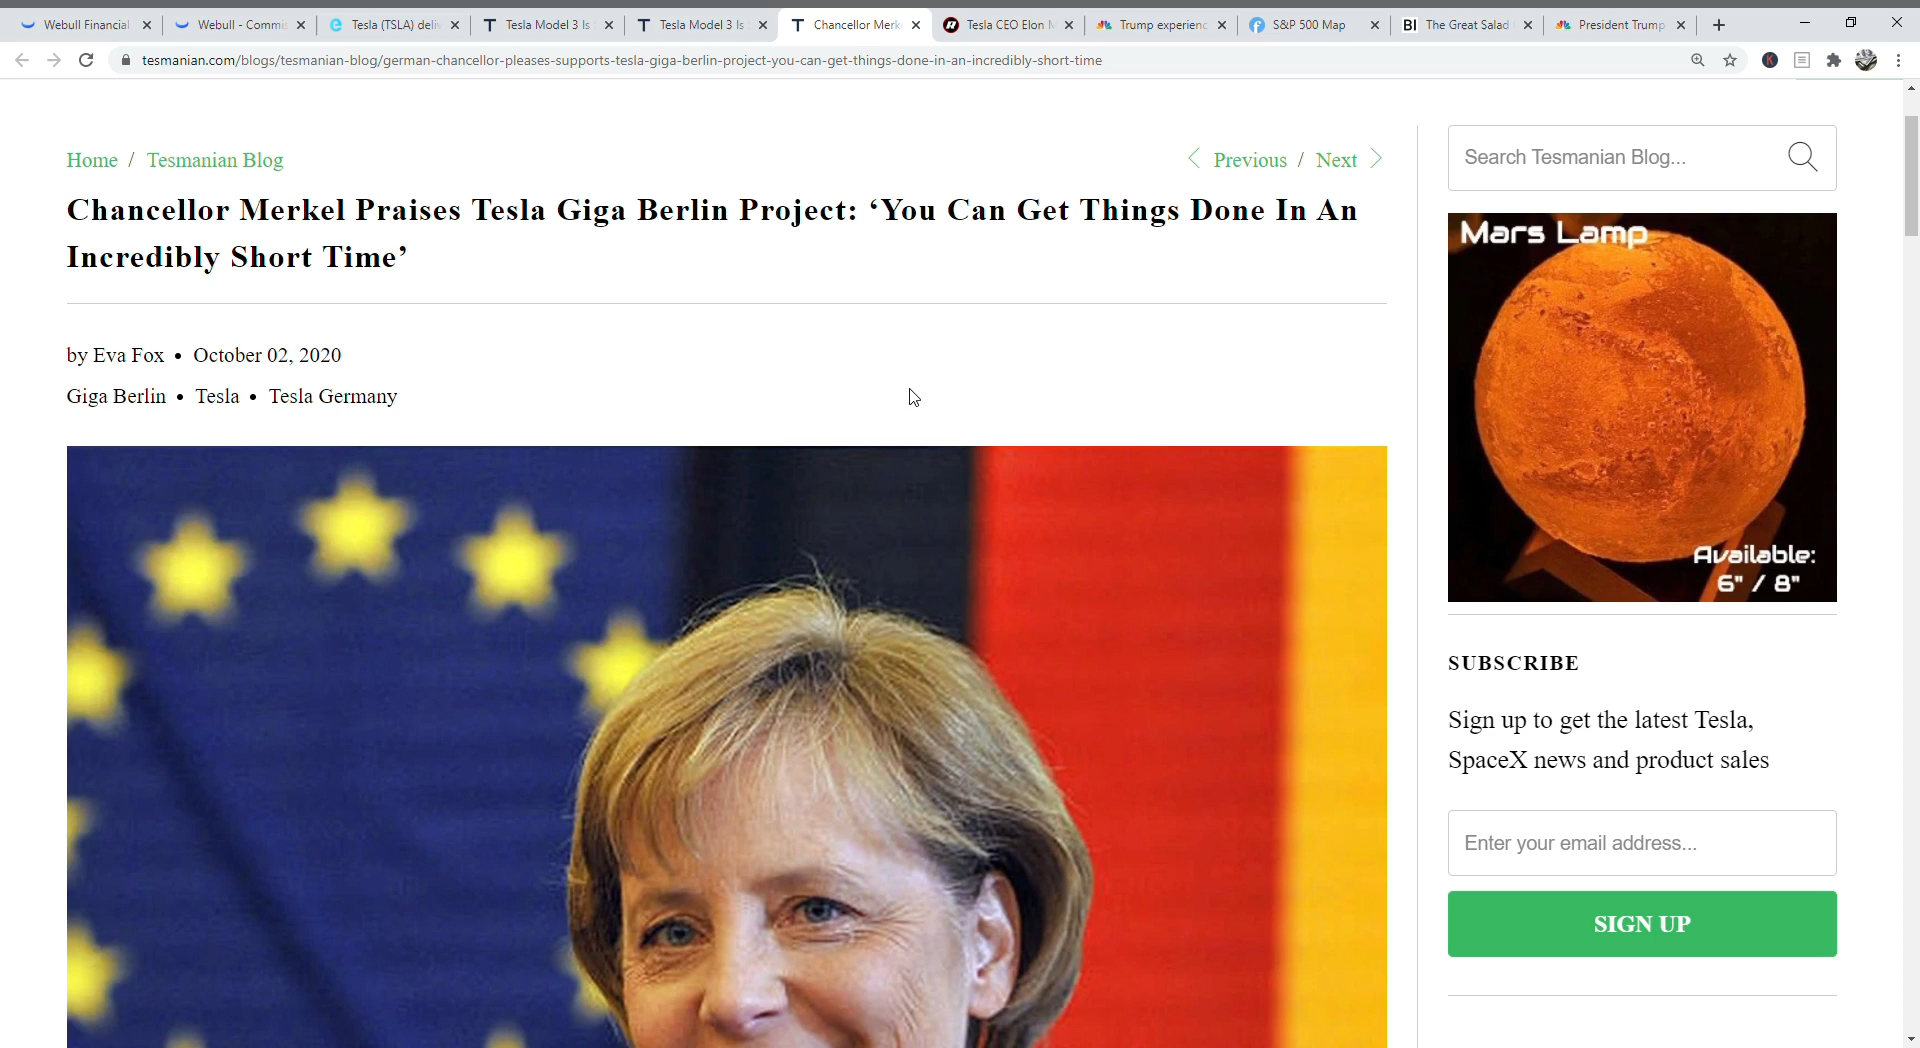 Webull Financial
Webull - Commis
Tesla (TSLA) deliv
Tesla Model 3 Is
Tesla Model 3 Is
Chancellor Merk
Tesla CEO Elon M
Trump experienc
S&P 500 Map
BI The Great Salad
President Trump
tesmanian.com/blogs/tesmanian-blog/german-chancellor-pleases-supports-tesla-giga-berlin-project-you-can-get-things-done-in-an-incredibly-short-time
Home / Tesmanian Blog
Previous / Next
Chancellor Merkel Praises Tesla Giga Berlin Project: ‘You Can Get Things Done In An
Incredibly Short Time’
by Eva Fox • October 02, 2020
Giga Berlin • Tesla • Tesla Germany
Search Tesmanian Blog...
Mars Lamp
Available:
6" / 8"
SUBSCRIBE
Sign up to get the latest Tesla,
SpaceX news and product sales
Enter your email address...
SIGN UP